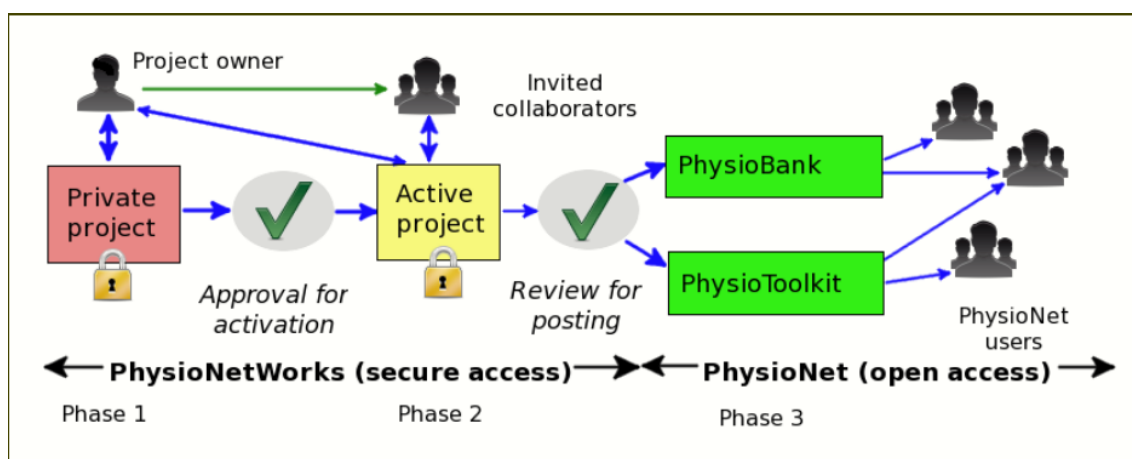 Project owner
Invited
collaborators
Private
project
Active
project
PhysioBank
PhysioToolkit
Approval for
activation
Review for
posting
PhysioNet
users
PhysioNetWorks (secure access)
PhysioNet (open access)
Phase 1
Phase 2
Phase 3